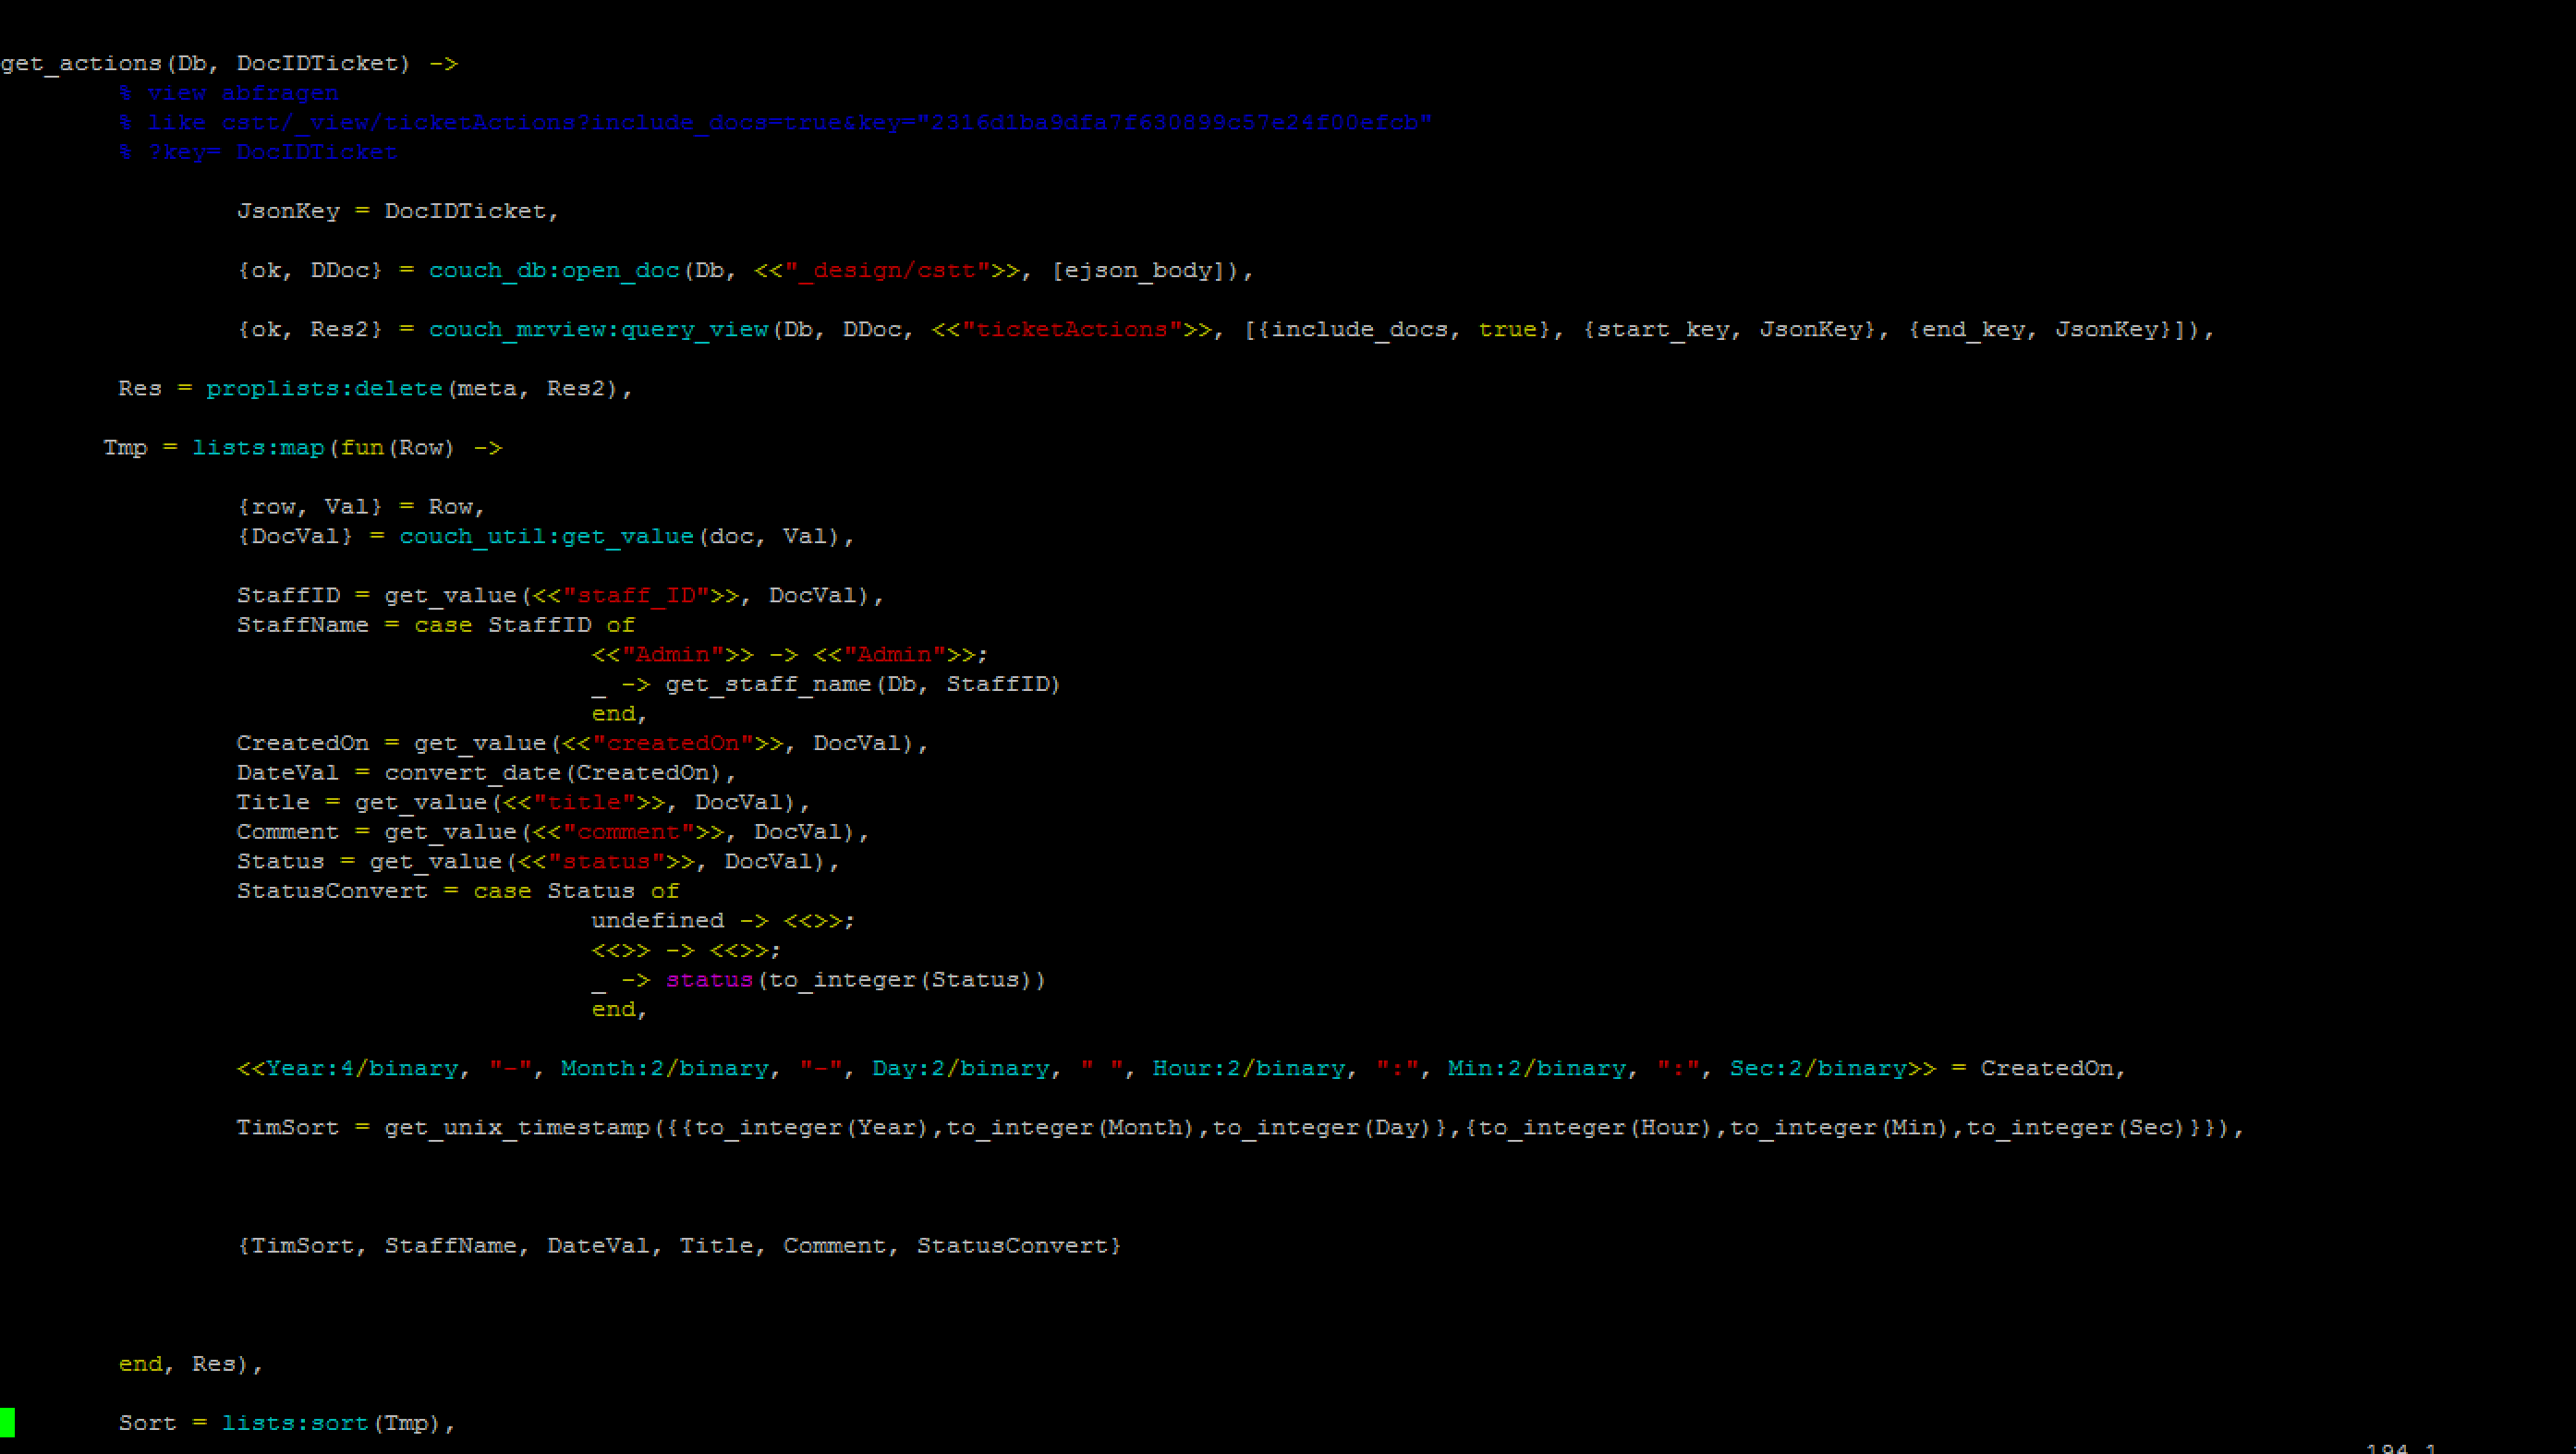 get_actions(Db, DocIDTicket) ->
% view abfragen
% like cstt/_view/ticketActions?include_docs=true&key="2316d1ba9dfa7f630899c57e24f00efcb"
% ?key= DocIDTicket
JsonKey = DocIDTicket,
{ok, DDoc} = couch_db:open_doc(Db, <<"_design/cstt">>, [ejson_body]),
{ok, Res2} = couch_mrview:query_view(Db, DDoc, <<"ticketActions">>, [{include_docs, true}, {start_key, JsonKey}, {end_key, JsonKey}]),
Res = proplists:delete(meta, Res2),
Tmp = lists:map(fun(Row) ->
{row, Val} = Row,
{DocVal} = couch_util:get_value(doc, Val),
StaffID = get_value(<<"staff_ID">>, DocVal),
StaffName = case StaffID of
<<"Admin">> -> <<"Admin">>;
_ -> get_staff_name(Db, StaffID)
end,
CreatedOn = get_value(<<"createdOn">>, DocVal),
DateVal = convert_date(CreatedOn),
Title = get_value(<<"title">>, DocVal),
Comment = get_value(<<"comment">>, DocVal),
Status = get_value(<<"status">>, DocVal),
StatusConvert = case Status of
undefined -> <<>>;
<<>> -> <<>>;
_ -> status(to_integer(Status))
end,
<<Year:4/binary, "-", Month:2/binary, "-", Day:2/binary, " ", Hour:2/binary, ":", Min:2/binary, ":", Sec:2/binary>> = CreatedOn,
TimSort = get_unix_timestamp({{to_integer(Year),to_integer(Month),to_integer(Day)},{to_integer(Hour),to_integer(Min),to_integer(Sec)}}),
{TimSort, StaffName, DateVal, Title, Comment, StatusConvert}
end, Res),
Sort = lists:sort(Tmp),
194,1